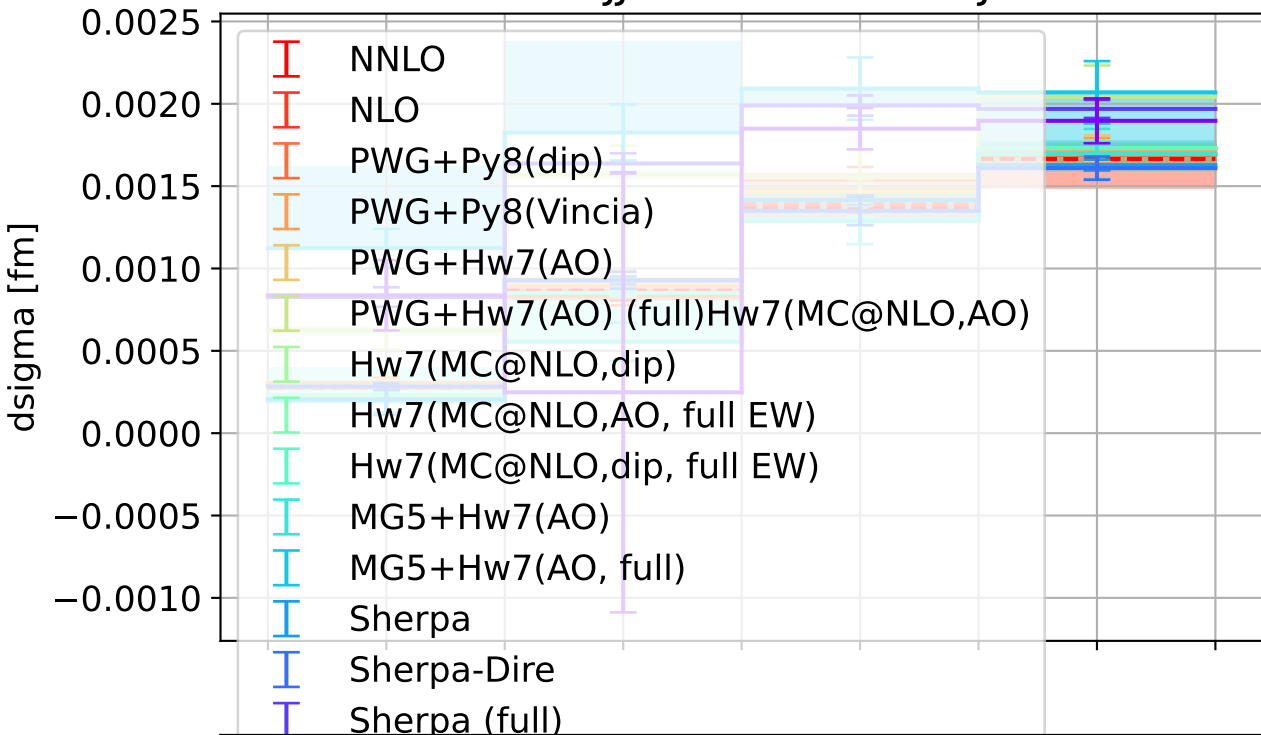 0.0025
0.0020
0.0015
0.0010
0.0005
0.0000
−0.0005
−0.0010
dsigma [fm]
NNLO
NLO
PWG+Py8(dip)
PWG+Py8(Vincia)
PWG+Hw7(AO)
PWG+Hw7(AO) (full)Hw7(MC@NLO,AO)
Hw7(MC@NLO,dip)
Hw7(MC@NLO,AO, full EW)
Hw7(MC@NLO,dip, full EW)
MG5+Hw7(AO)
MG5+Hw7(AO, full)
Sherpa
Sherpa-Dire
Sherpa (full)